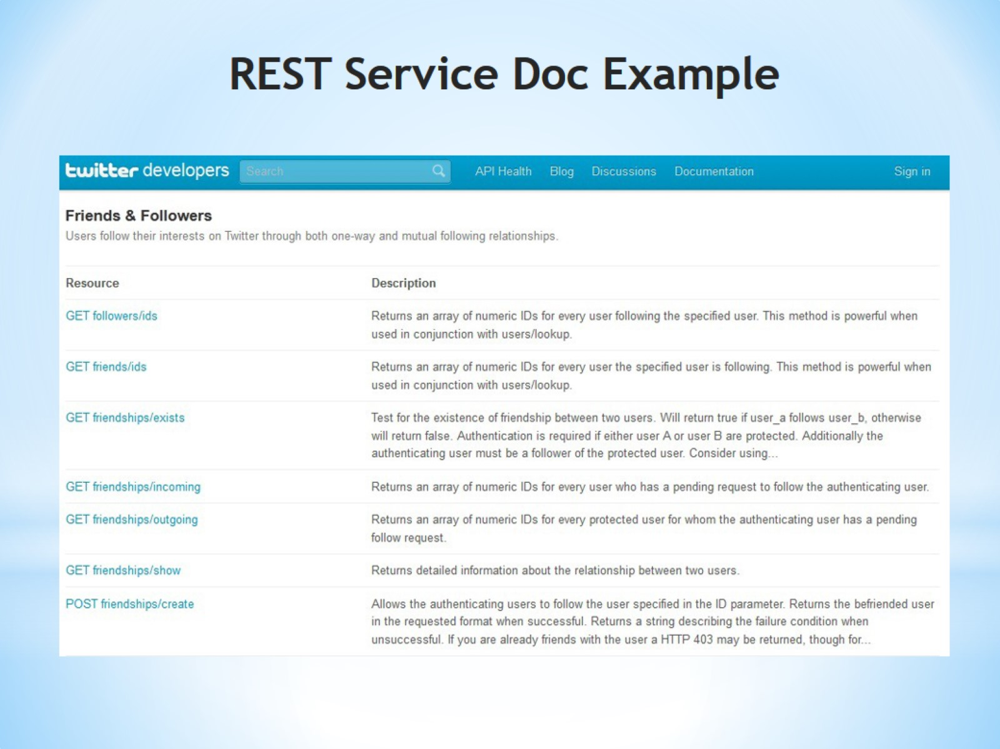 REST Service Doc Example
twitter developers Search API Health Blog Discussions Documentation Sign in
Friends & Followers
Users follow their interests on Twitter through both one-way and mutual following relationships.
Resource Description
GET followers/ids Returns an array of numeric IDs for every user following the specified user. This method is powerful when
used in conjunction with users/lookup.
GET friends/ids Returns an array of numeric IDs for every user the specified user is following. This method is powerful when
used in conjunction with users/lookup.
GET friendships/exists Test for the existence of friendship between two users. Will return true if user_a follows user_b, otherwise
will return false. Authentication is required if either user A or user B are protected. Additionally the
authenticating user must be a follower of the protected user. Consider using...
GET friendships/incoming Returns an array of numeric IDs for every user who has a pending request to follow the authenticating user.
GET friendships/outgoing Returns an array of numeric IDs for every protected user for whom the authenticating user has a pending
follow request.
GET friendships/show Returns detailed information about the relationship between two users.
POST friendships/create Allows the authenticating users to follow the user specified in the ID parameter. Returns the befriended user
in the requested format when successful. Returns a string describing the failure condition when
unsuccessful. If you are already friends with the user a HTTP 403 may be returned, though for...